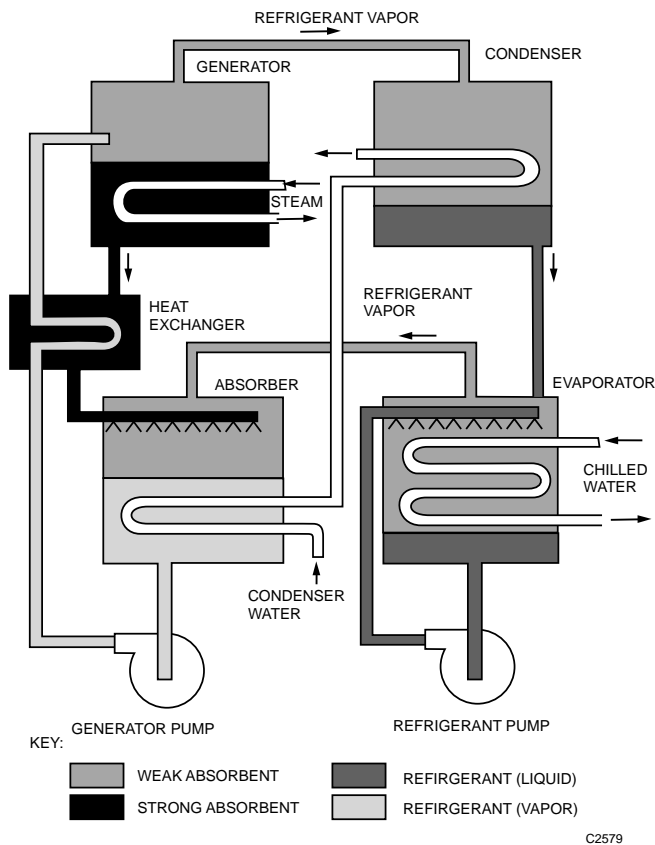 REFRIGERANT VAPOR
GENERATOR
CONDENSER
STEAM
HEAT
EXCHANGER
REFRIGERANT
VAPOR
ABSORBER
EVAPORATOR
CHILLED
WATER
CONDENSER
WATER
GENERATOR PUMP
REFRIGERANT PUMP
KEY:
WEAK ABSORBENT
REFIRGERANT (LIQUID)
STRONG ABSORBENT
REFIRGERANT (VAPOR)
C2579